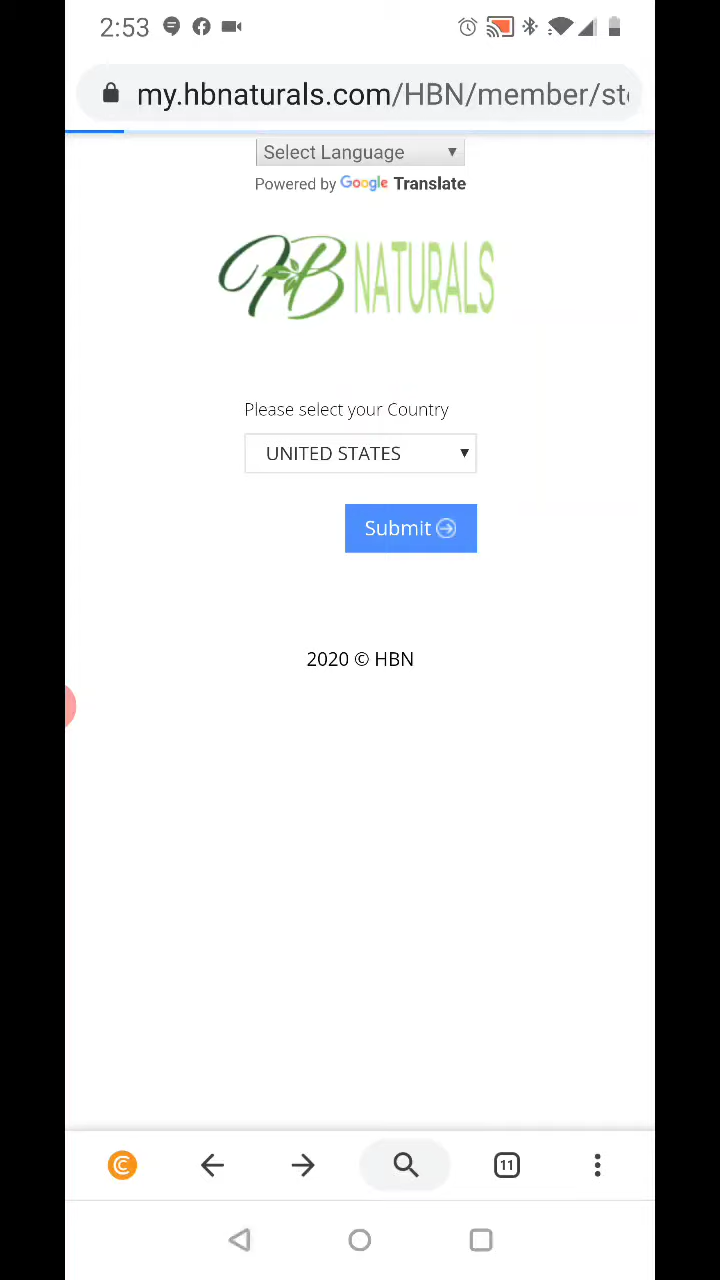 2:53
my.hbnaturals.com/HBN/member/st
Select Language
Powered by Google Translate
HB NATURALS
Please select your Country
UNITED STATES
Submit
2020 © HBN
11